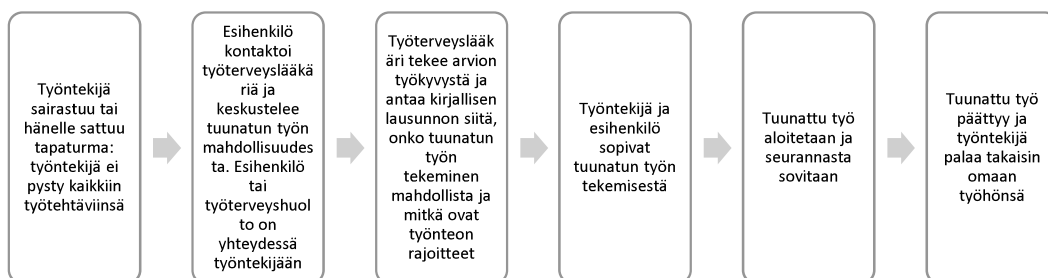 Työntekijä
sairastuu tai
hänelle sattuu
tapaturma:
työntekijä ei
pysty kaikkiin
työtehtäviinsä
Esihenkilö
kontaktoi
työterveyslääkä
riä ja
keskustelee
tuunatun työn
mahdollisuudes
ta. Esihenkilö
tai
työterveyshuol
to on
yhteydessä
työntekijään
Työterveyslääk
äri tekee arvion
työkyvystä ja
antaa kirjallisen
lausunnon siitä,
onko tuunatun
työn
tekeminen
mahdollista ja
mitkä ovat
työnteon
rajoitteet
Työntekijä ja
esihenkilö
sopivat
tuunatun työn
tekemisestä
Tuunattu työ
aloitetaan ja
seurannasta
sovitaan
Tuunattu työ
päättyy ja
työntekijä
palaa takaisin
omaan
työhönsä